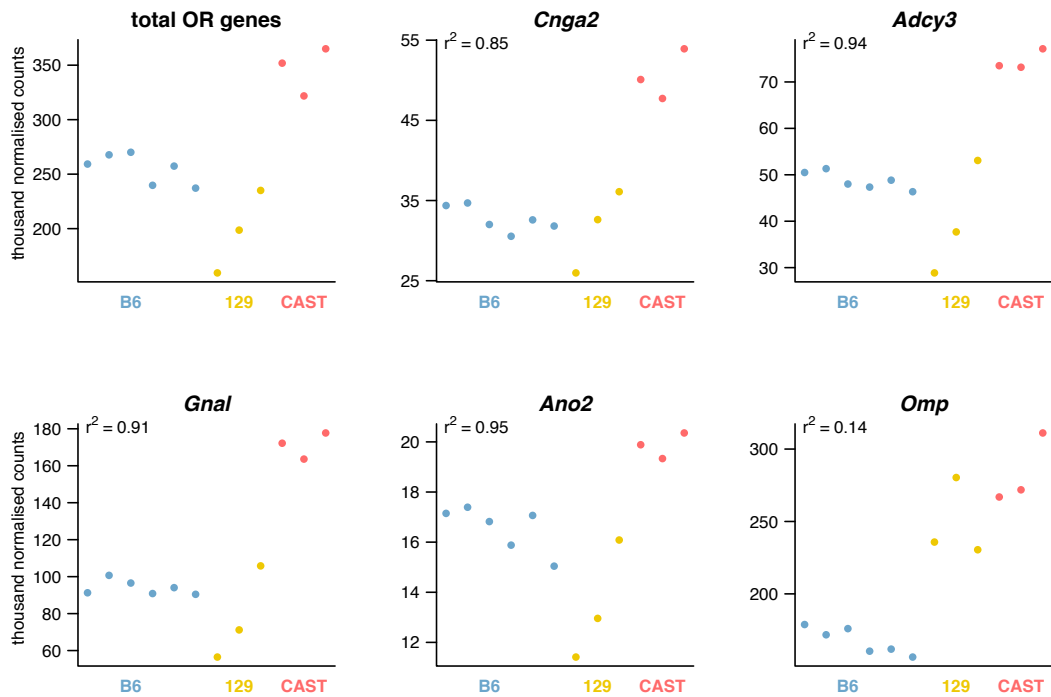 total OR genes
Cnga2
Adcy3
thousand normalised counts
350
300
250
200
B6
129
CAST
r² = 0.85
55
45
35
25
B6
129
CAST
r² = 0.94
70
60
50
40
30
B6
129
CAST
Gnal
Ano2
Omp
thousand normalised counts
r² = 0.91
180
160
140
120
100
80
60
B6
129
CAST
r² = 0.95
20
18
16
14
12
B6
129
CAST
r² = 0.14
300
250
200
B6
129
CAST